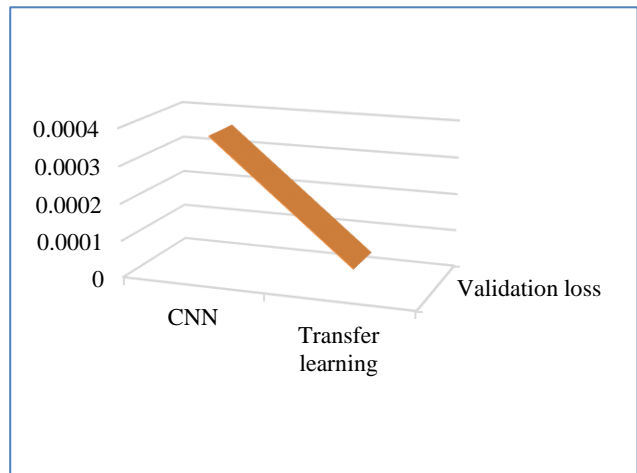 0.0004
0.0003
0.0002
0.0001
0
CNN
Transfer
learning
Validation loss